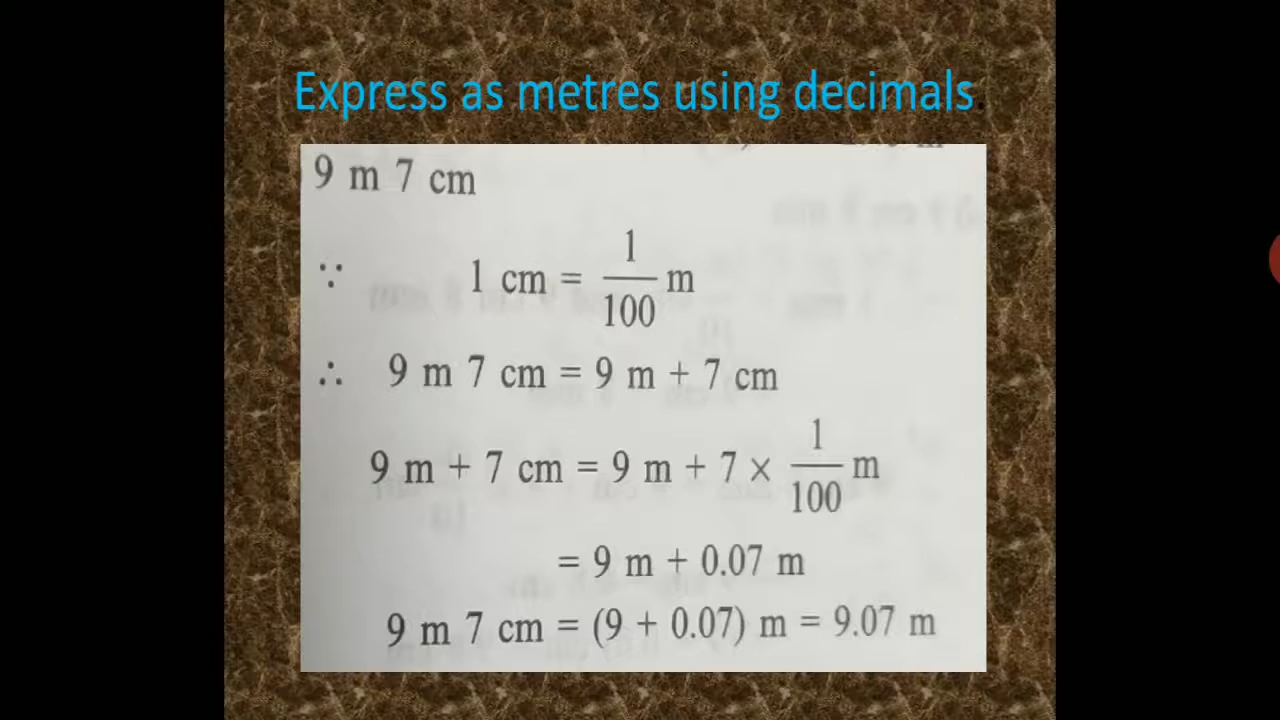 Express as metres using decimals.
9 m 7 cm
∵ 1 cm = 1/100 m
∴ 9 m 7 cm = 9 m + 7 cm
9 m + 7 cm = 9 m + 7 × 1/100 m
= 9 m + 0.07 m
9 m 7 cm = (9 + 0.07) m = 9.07 m